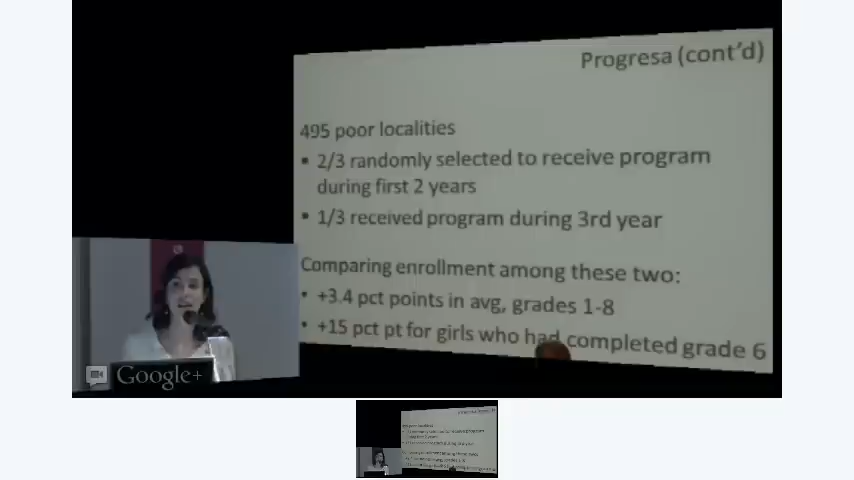 Progresa (cont'd)
495 poor localities
• 2/3 randomly selected to receive program
during first 2 years
• 1/3 received program during 3rd year
Comparing enrollment among these two:
• +3.4 pct points in avg, grades 1-8
• +15 pct pt for girls who had completed grade 6
Google+